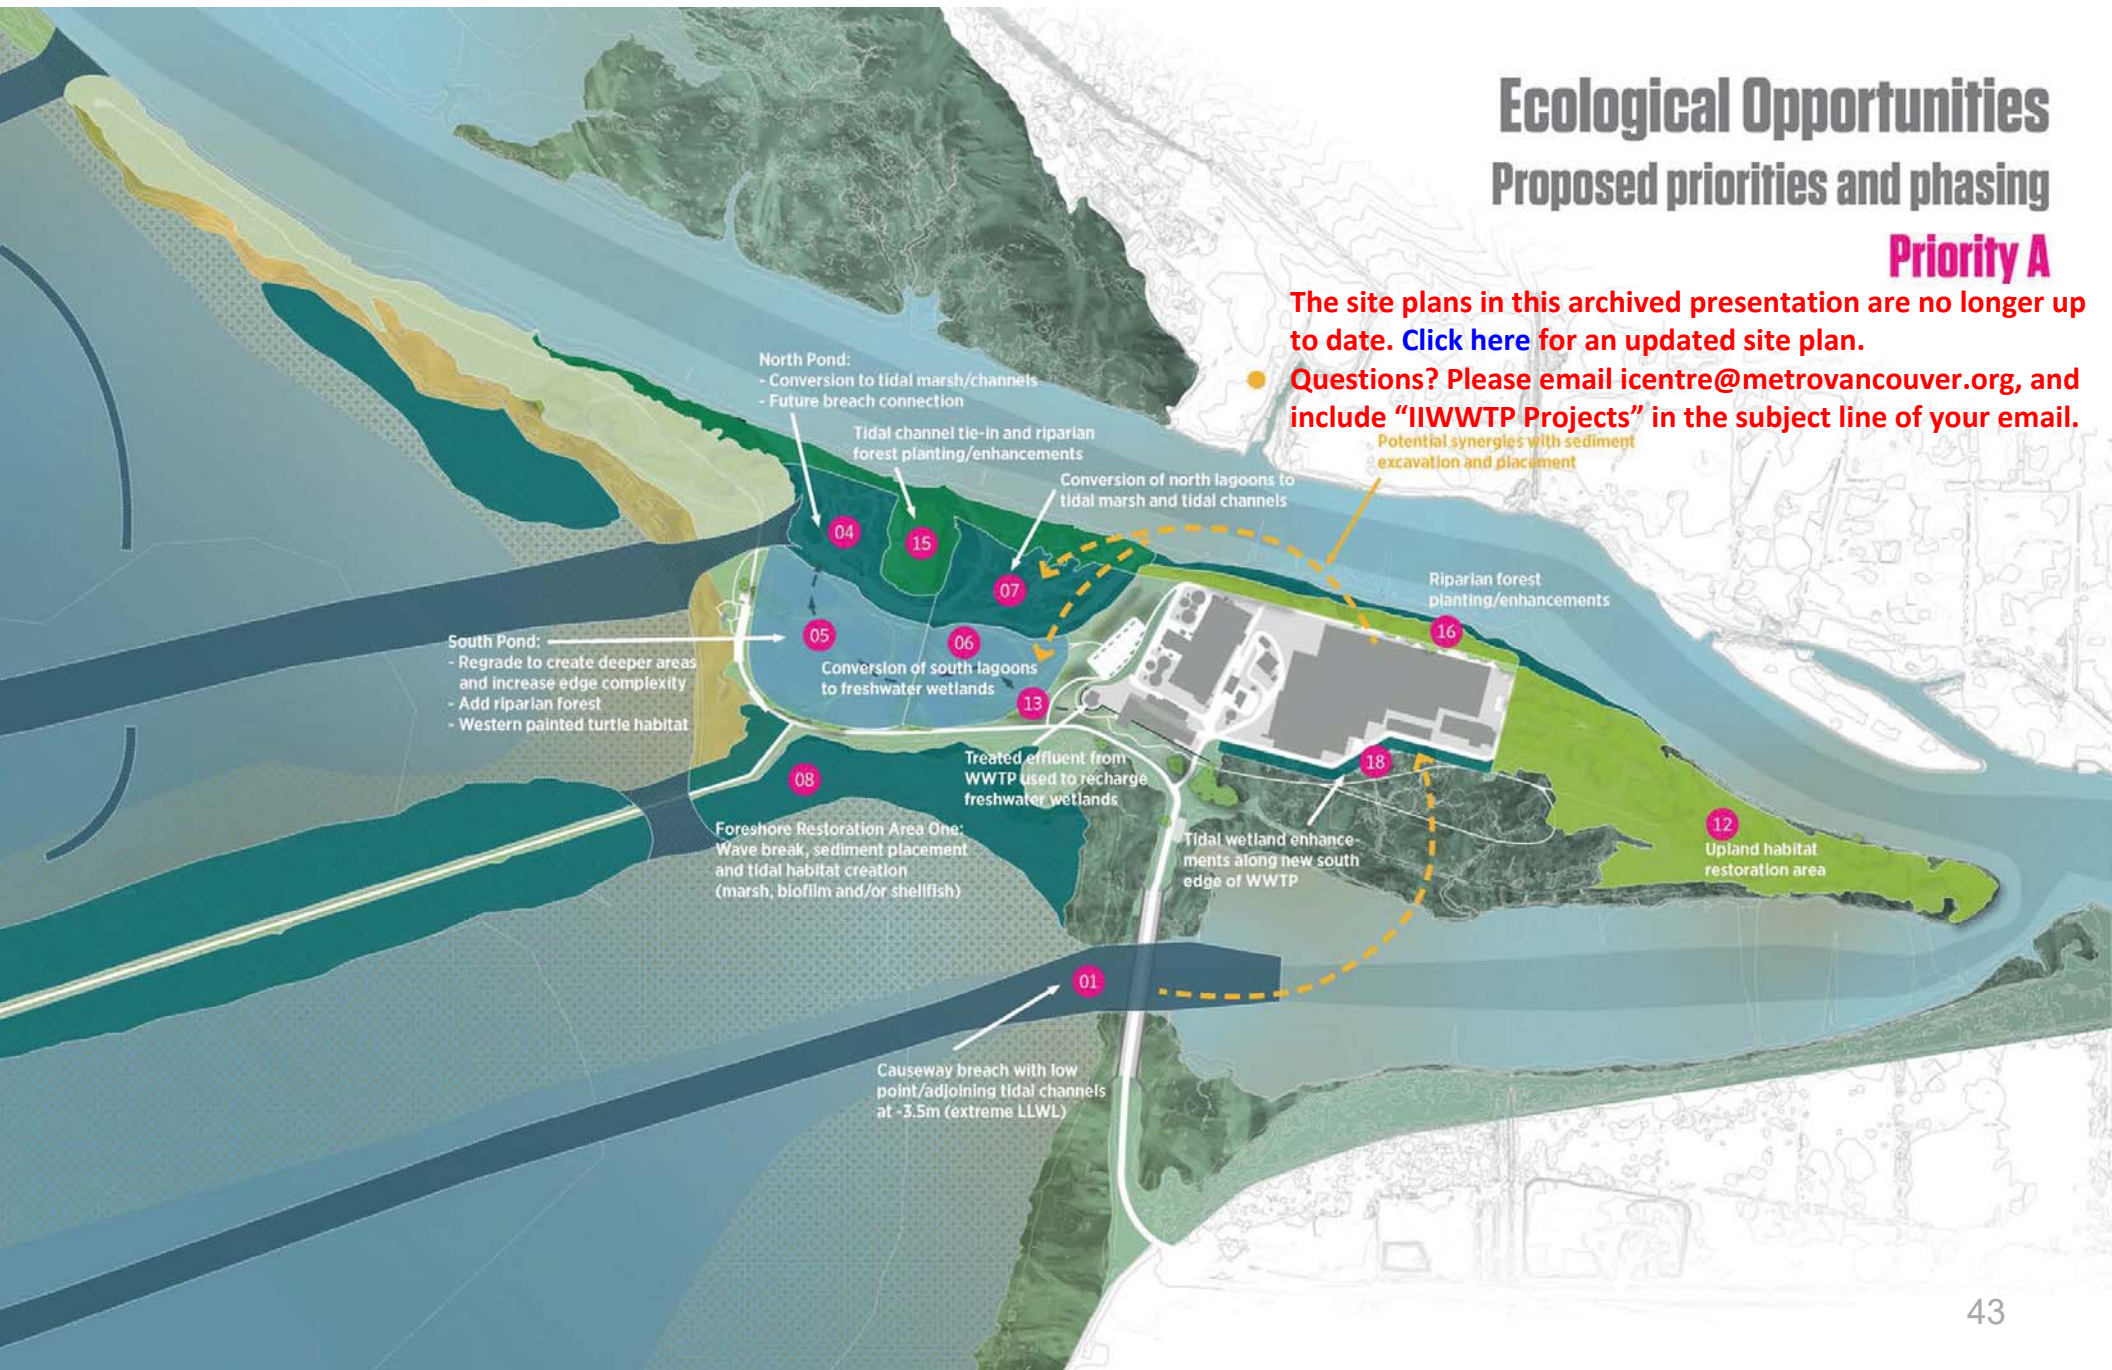 Ecological Opportunities
Proposed priorities and phasing
Priority A
The site plans in this archived presentation are no longer up
to date. Click here for an updated site plan.
Questions? Please email icentre@metrovancouver.org, and
include “IIWWTP Projects” in the subject line of your email.
Potential synergies with sediment
excavation and placement
North Pond:
- Conversion to tidal marsh/channels
- Future breach connection
Tidal channel tie-in and riparian
forest planting/enhancements
Conversion of north lagoons to
tidal marsh and tidal channels
04
15
07
Riparian forest
planting/enhancements
16
South Pond:
- Regrade to create deeper areas
and increase edge complexity
- Add riparian forest
- Western painted turtle habitat
05
06
Conversion of south lagoons
to freshwater wetlands
13
Treated effluent from
WWTP used to recharge
freshwater wetlands
18
08
Foreshore Restoration Area One:
Wave break, sediment placement
and tidal habitat creation
(marsh, biofilm and/or shellfish)
Tidal wetland enhance-
ments along new south
edge of WWTP
12
Upland habitat
restoration area
01
Causeway breach with low
point/adjoining tidal channels
at -3.5m (extreme LLWL)
43